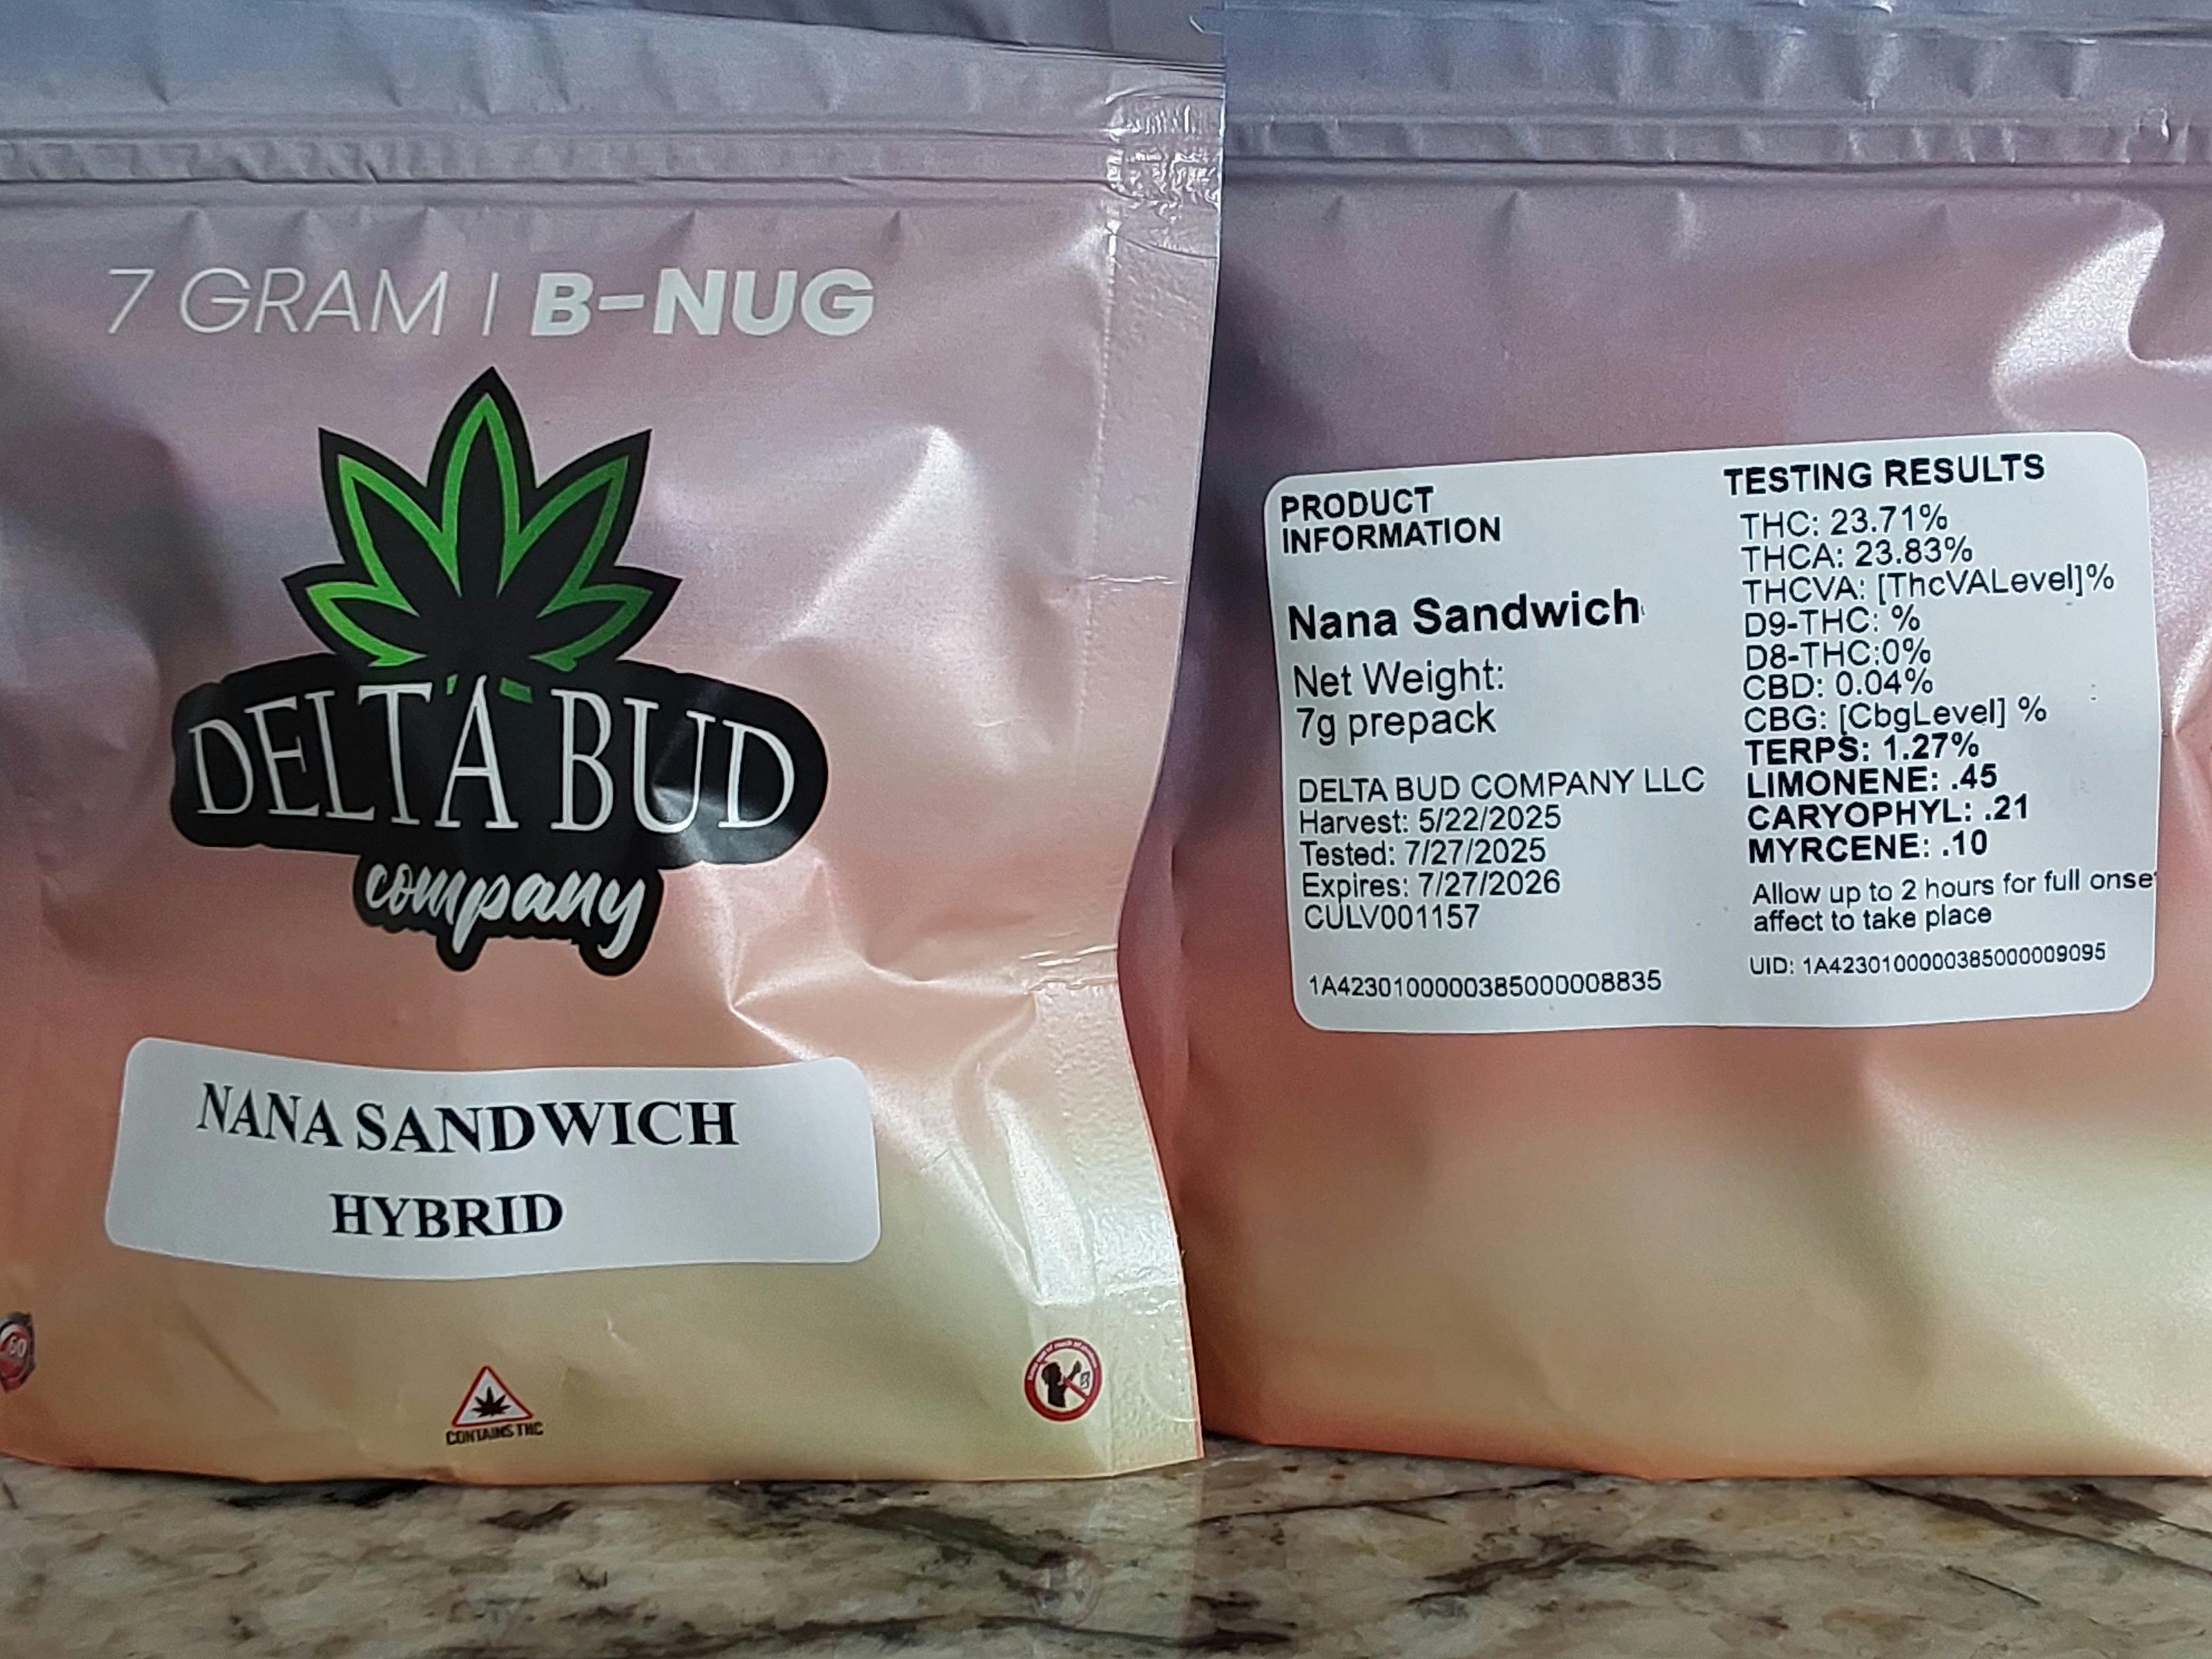 7 GRAM | B-NUG
DELTA BUD
company
NANA SANDWICH
HYBRID
60
CONTAINS THC
PRODUCT
INFORMATION
Nana Sandwich
Net Weight:
7g prepack
DELTA BUD COMPANY LLC
Harvest: 5/22/2025
Tested: 7/27/2025
Expires: 7/27/2026
CULV001157
1A4230100000385000008835
TESTING RESULTS
THC: 23.71%
THCA: 23.83%
THCVA: [ThcVALevel]%
D9-THC: %
D8-THC:0%
CBD: 0.04%
CBG: [CbgLevel] %
TERPS: 1.27%
LIMONENE: .45
CARYOPHYL: .21
MYRCENE: .10
Allow up to 2 hours for full onse
affect to take place
UID: 1A4230100000385000009095